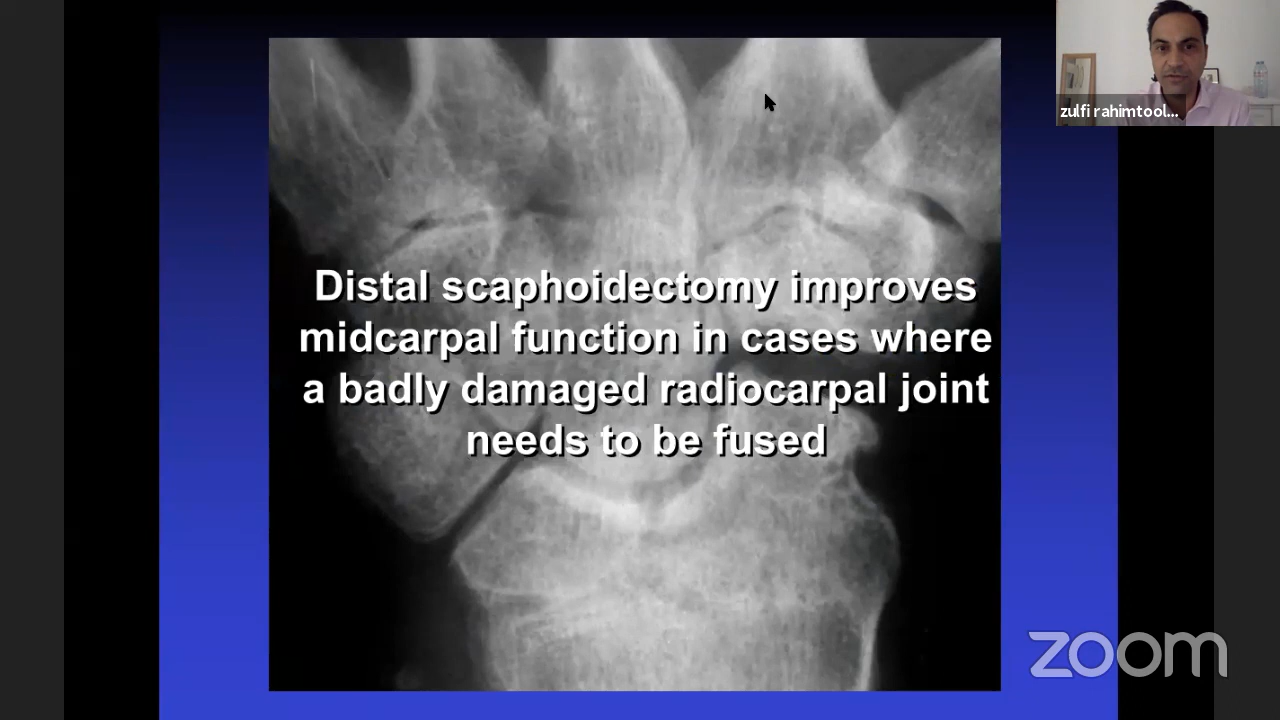 zulfi rahimtool...
Distal scaphoidectomy improves
midcarpal function in cases where
a badly damaged radiocarpal joint
needs to be fused
zoom